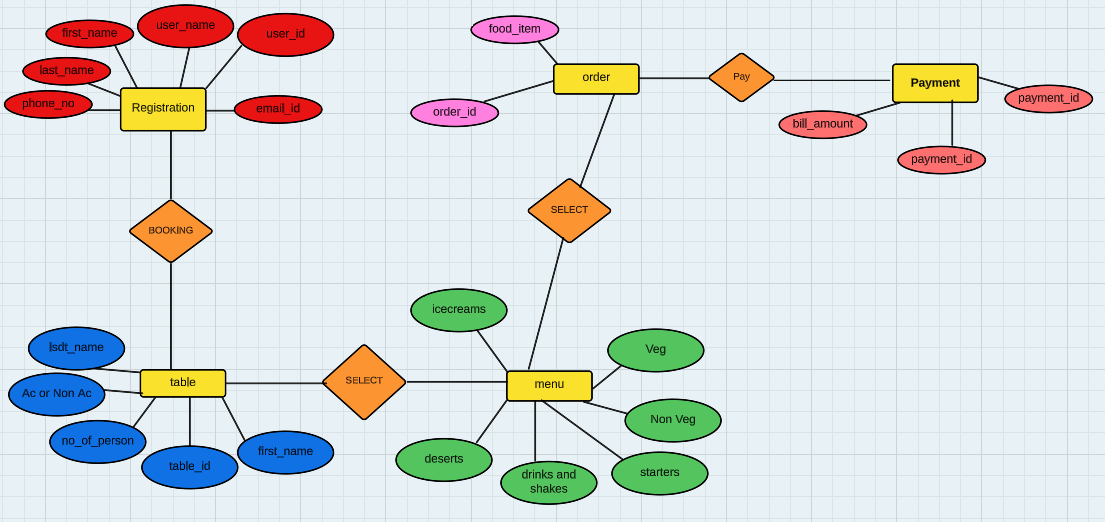 first_name
user_name
user_id
last_name
phone_no
Registration
email_id
food_item
order
order_id
Pay
Payment
payment_id
bill_amount
payment_id
BOOKING
SELECT
icecreams
lsdt_name
table
Ac or Non Ac
no_of_person
table_id
first_name
SELECT
menu
Veg
Non Veg
deserts
drinks and
shakes
starters